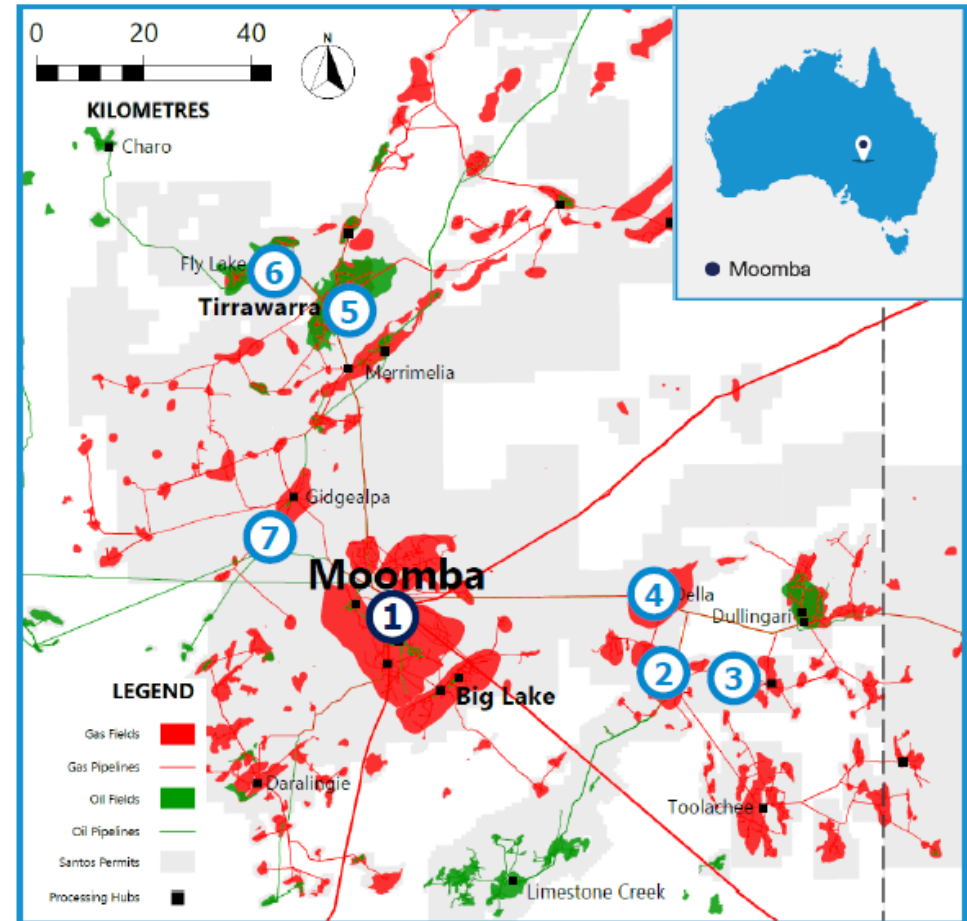 0 20 40
N
KILOMETRES
Charo
Moomba
Fly Lake
6
Tirrawarra
5
Merrimelia
Gidgealpa
7
Moomba
1
4
Della
Dullingari
2
3
Big Lake
LEGEND
Gas Fields
Gas Pipelines
Oil Fields
Oil Pipelines
Santos Permits
Processing Hubs
Daralingie
Toolachee
Limestone Creek